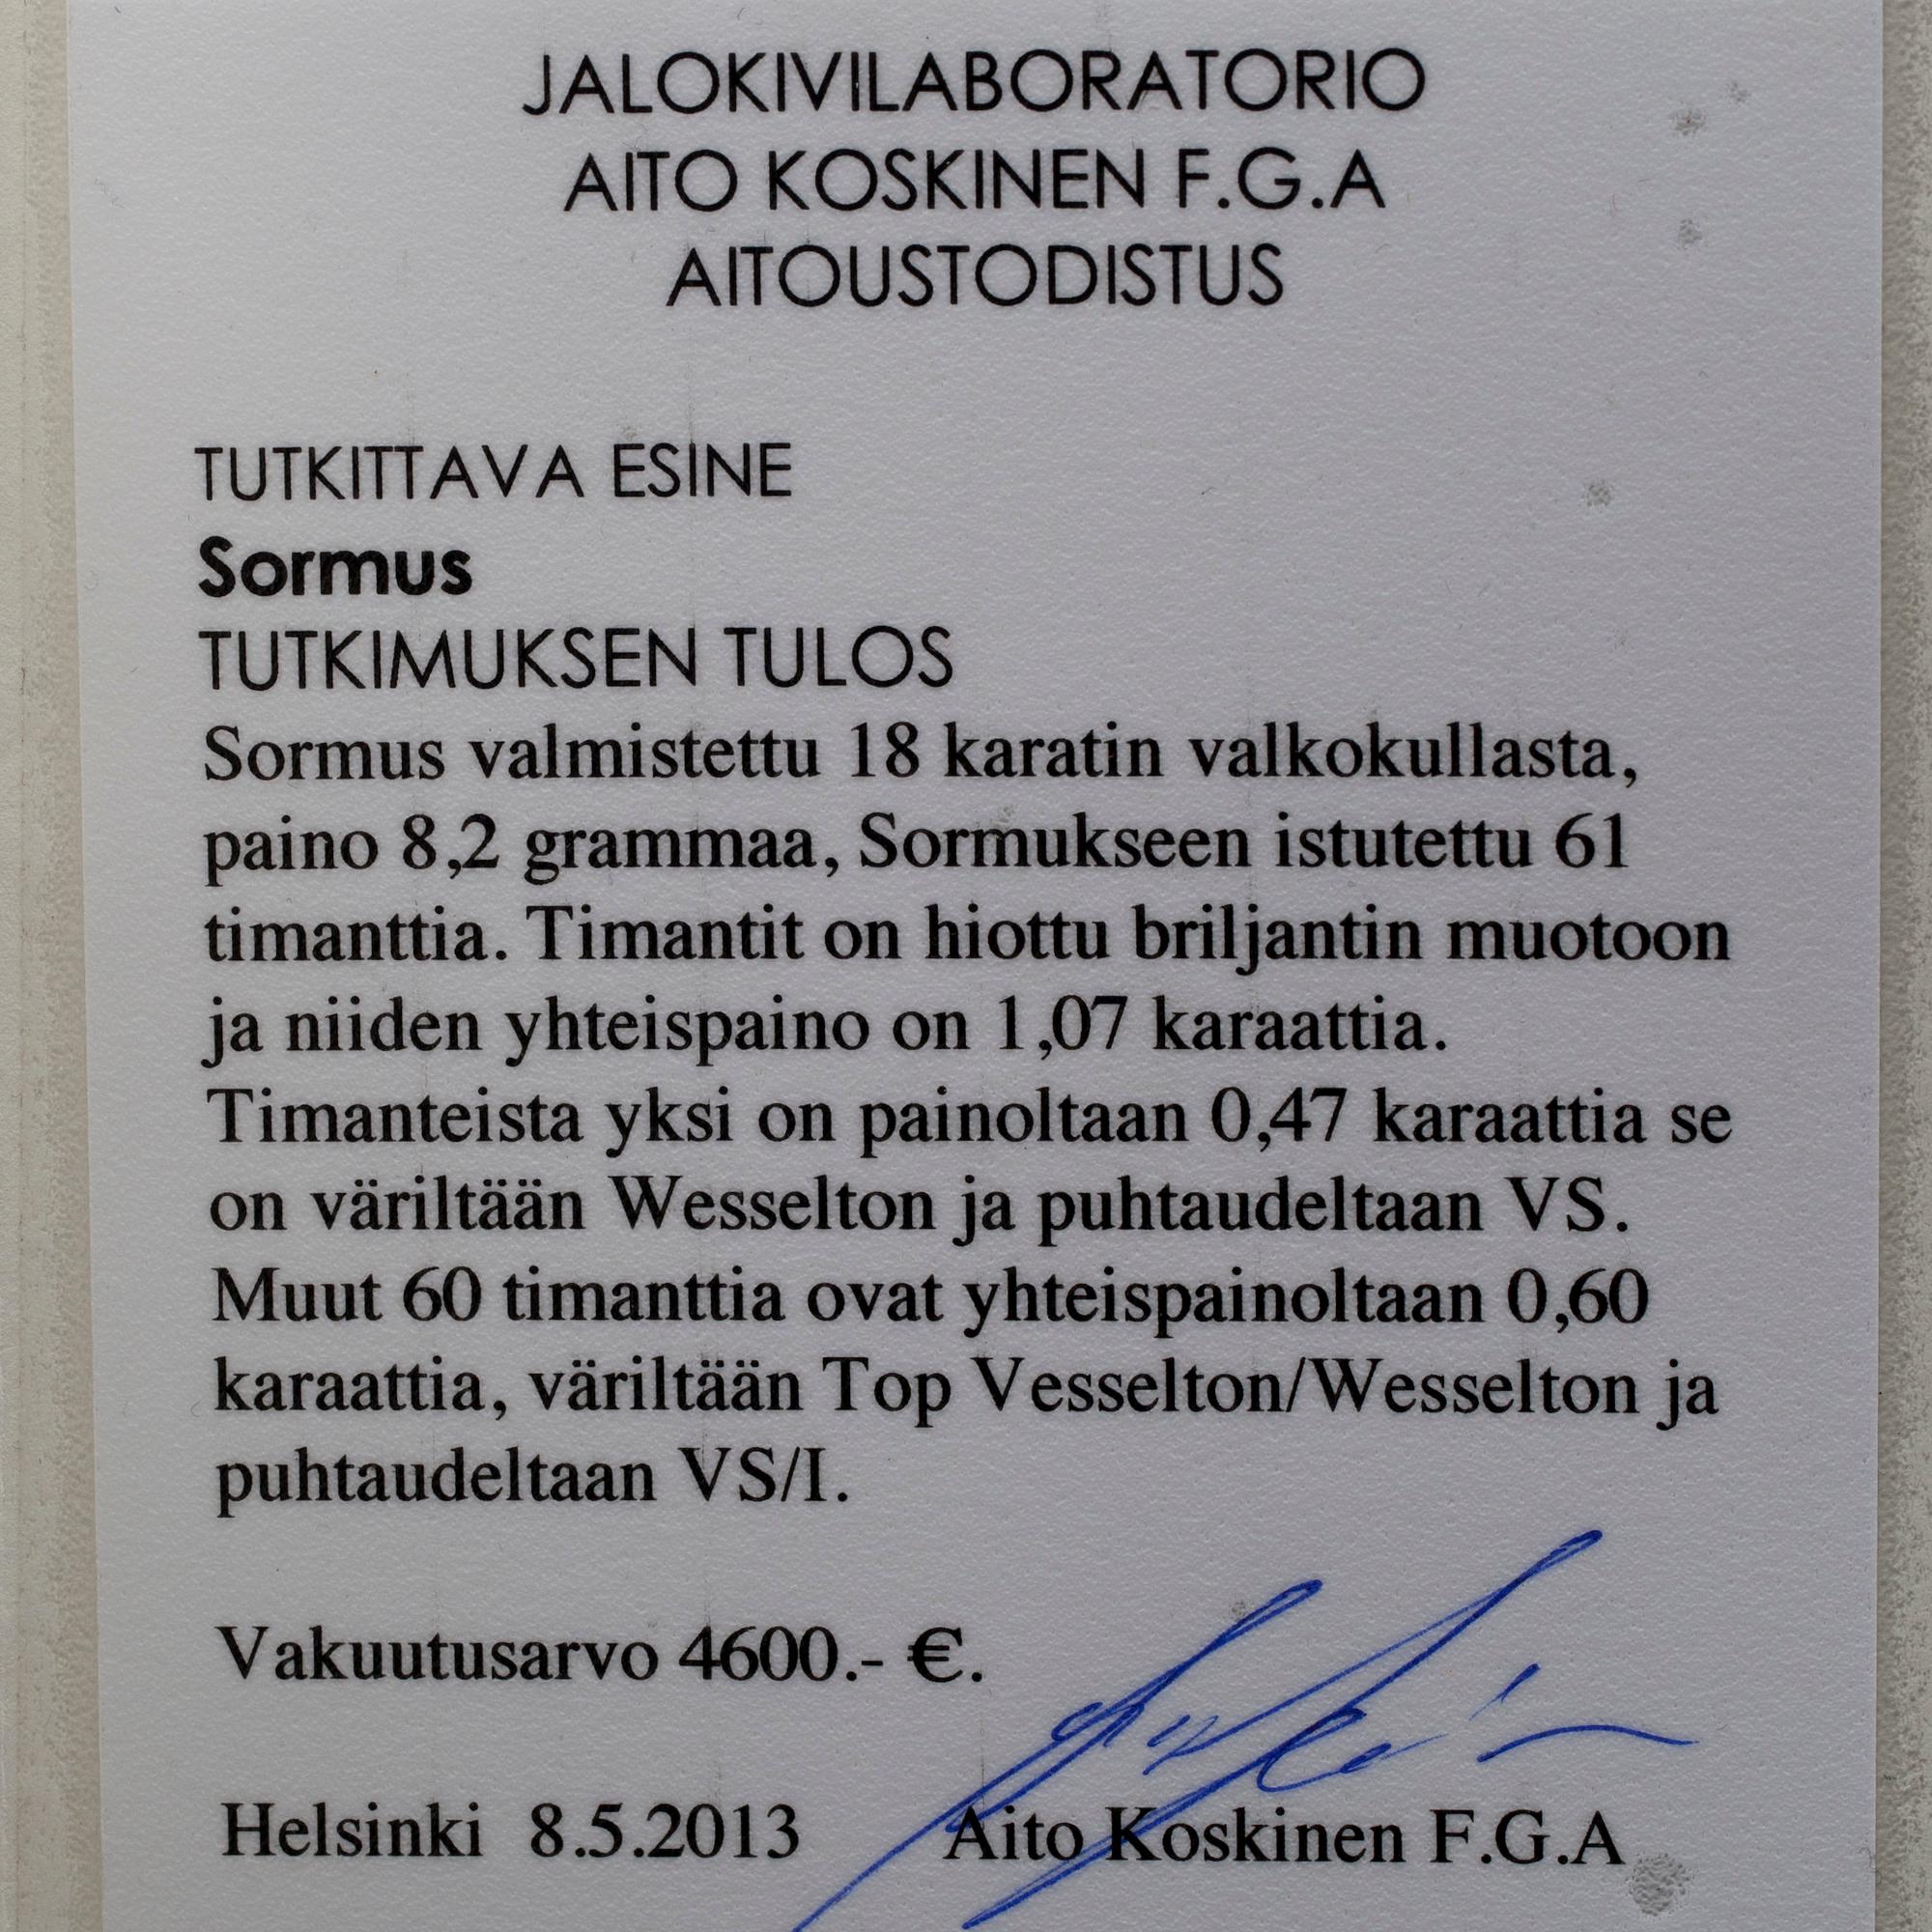 JALOKIVILABORATORIO
AITO KOSKINEN F.G.A
AITOUSTODISTUS
TUTKITTAVA ESINE
Sormus
TUTKIMUKSEN TULOS
Sormus valmistettu 18 karatin valkokullasta,
paino 8,2 grammaa, Sormukseen istutettu 61
timanttia. Timantit on hiottu briljantin muotoon
ja niiden yhteispaino on 1,07 karaattia.
Timanteista yksi on painoltaan 0,47 karaattia se
on väriltään Wesselton ja puhtaudeltaan VS.
Muut 60 timanttia ovat yhteispainoltaan 0,60
karaattia, väriltään Top Vesselton/Wesselton ja
puhtaudeltaan VS/I.
Vakuutusarvo 4600.- €.
Helsinki 8.5.2013 Aito Koskinen F.G.A